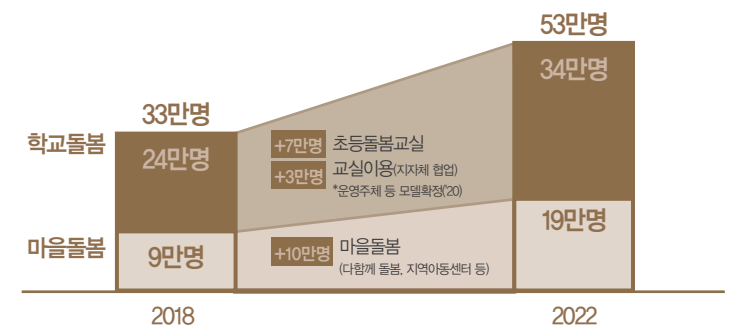 53만명
34만명
33만명
학교돌봄
24만명
+7만명 초등돌봄교실
+3만명 교실이용(지자체 협업)
*운영주체 등 모델확정('20)
19만명
마을돌봄
9만명
+10만명 마을돌봄
(다함께 돌봄, 지역아동센터 등)
2018
2022